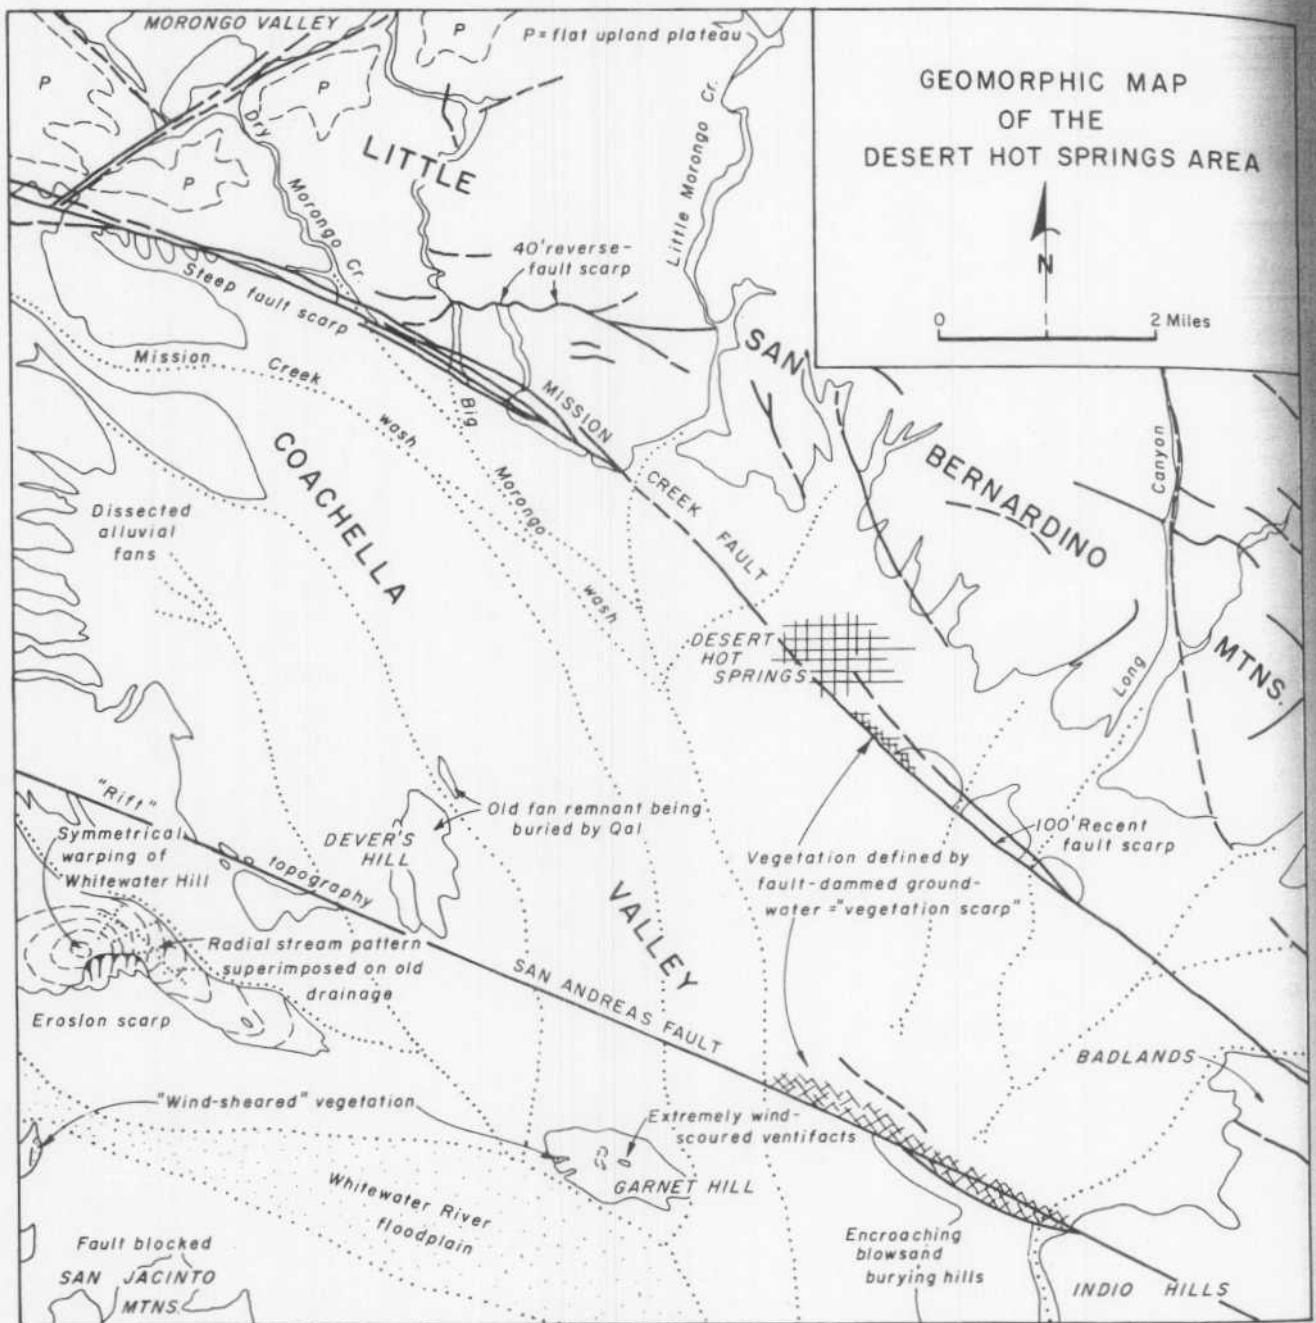 MORONGO VALLEY
P
P = flat upland plateau
P
P
P
GEOMORPHIC MAP
OF THE
DESERT HOT SPRINGS AREA
N
0
2 Miles
Dry
Morongo
Cr.
LITTLE
Little Morongo Cr.
40' reverse-
fault scarp
Steep fault scarp
SAN
BERNARDINO
MTNS.
Mission
Creek
wash
Big
Morongo
wash
MISSION
CREEK
FAULT
Canyon
Long
COACHELLA
VALLEY
Dissected
alluvial
fans
DESERT
HOT
SPRINGS
"Rift"
topography
Symmetrical
warping of
Whitewater Hill
DEVER'S
HILL
Old fan remnant being
buried by Qal
100' Recent
fault scarp
Vegetation defined by
fault-dammed ground-
water = "vegetation scarp"
Radial stream pattern
superimposed on old
drainage
Erosion scarp
SAN ANDREAS FAULT
BADLANDS
"Wind-sheared" vegetation
Extremely wind-
scoured ventifacts
GARNET HILL
Whitewater River
floodplain
Encroaching
blowsand
burying hills
Fault blocked
SAN JACINTO
MTNS.
INDIO HILLS